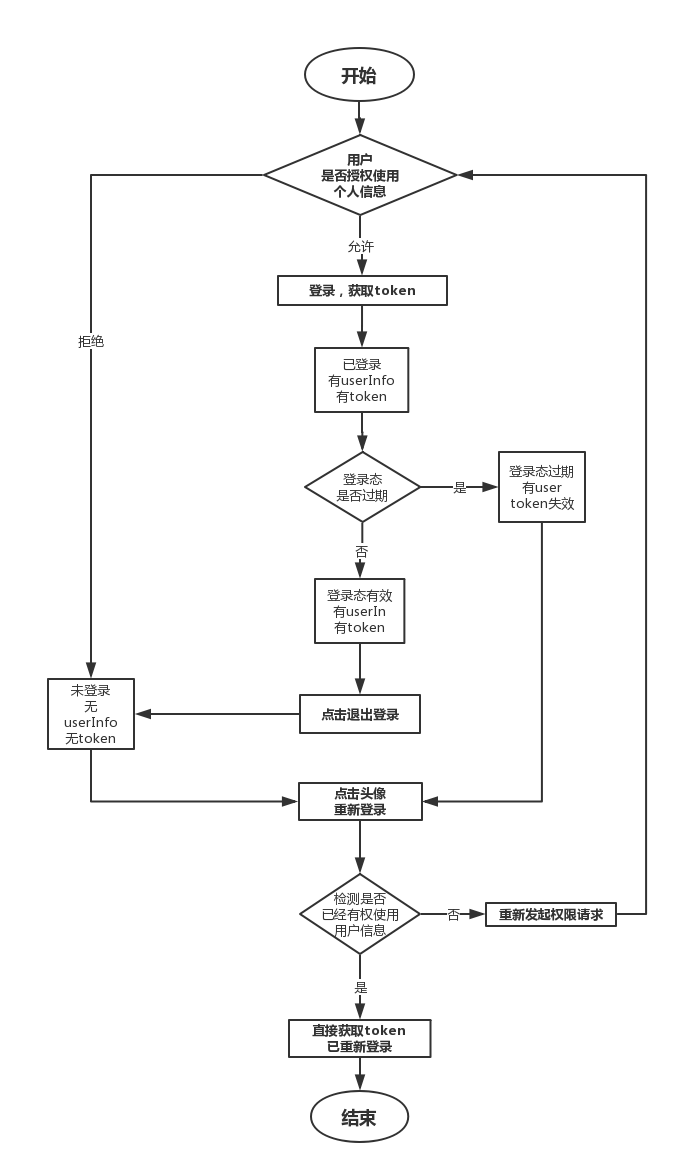 开始
用户
是否授权使用
个人信息
允许
登录，获取token
拒绝
已登录
有userInfo
有token
登录态
是否过期
是
登录态过期
有user
token失效
否
登录态有效
有userIn
有token
未登录
无
userInfo
无token
点击退出登录
点击头像
重新登录
检测是否
已经有权使用
用户信息
否
重新发起权限请求
是
直接获取token
已重新登录
结束